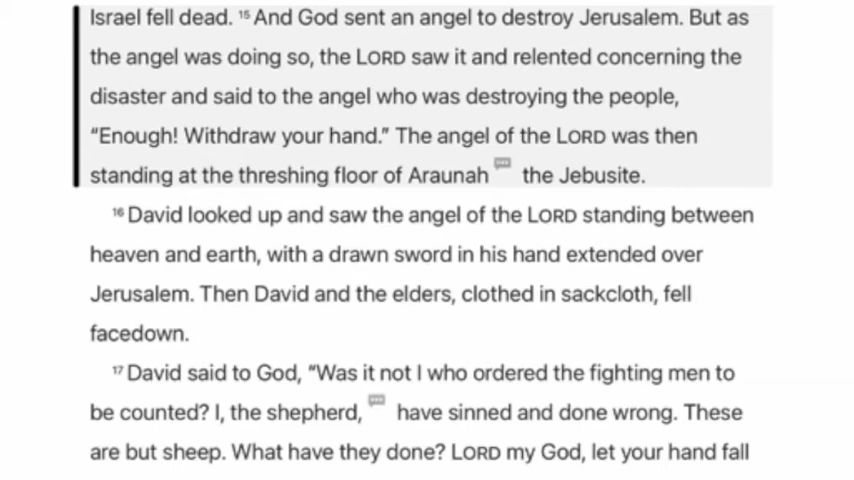 Israel fell dead. ¹⁵ And God sent an angel to destroy Jerusalem. But as
the angel was doing so, the LORD saw it and relented concerning the
disaster and said to the angel who was destroying the people,
“Enough! Withdraw your hand.” The angel of the LORD was then
standing at the threshing floor of Araunah the Jebusite.
¹⁶ David looked up and saw the angel of the LORD standing between
heaven and earth, with a drawn sword in his hand extended over
Jerusalem. Then David and the elders, clothed in sackcloth, fell
facedown.
¹⁷ David said to God, “Was it not I who ordered the fighting men to
be counted? I, the shepherd, have sinned and done wrong. These
are but sheep. What have they done? LORD my God, let your hand fall